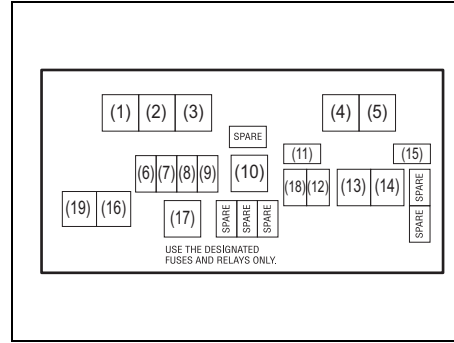 (1) (2) (3) (4) (5)
SPARE
(11) (15)
(6) (7) (8) (9) (10) (18) (12) (13) (14) SPARE
(19) (16) (17) SPARE SPARE SPARE SPARE
USE THE DESIGNATED
FUSES AND RELAYS ONLY.